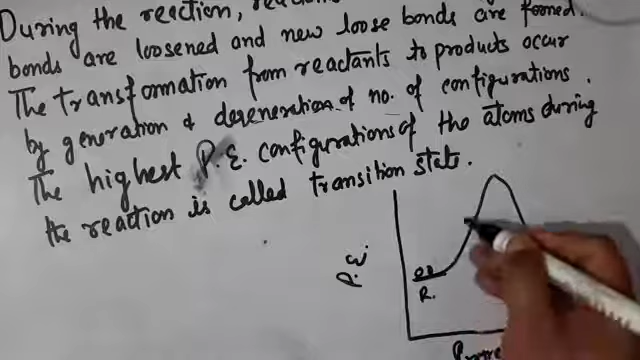 During the reaction,
bonds are loosened and new loose bonds are formed.
The transformation from reactants to products occur
by generation & degeneration of no. of configurations.
The highest P.E. configurations of the atoms during
the reaction is called transition state.
P.E.
R.